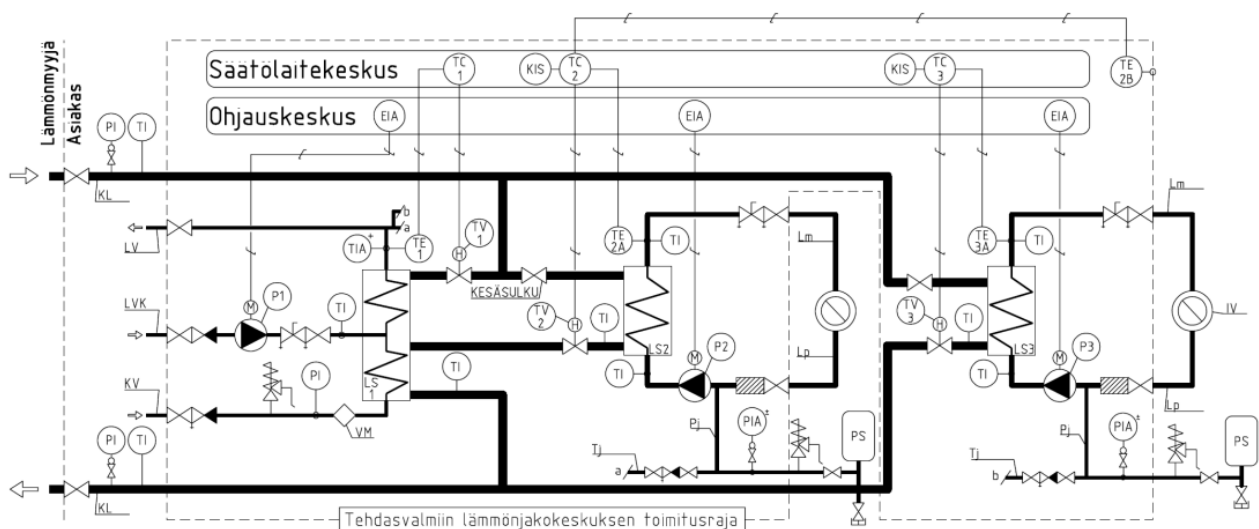 Lämmönmyyjä
Asiakas
Säätölaitekeskus
TC 1
KIS
TC 2
KIS
TC 3
TE 2B
Ohjauskeskus
EIA
EIA
EIA
PI
TI
KL
LV
b
a
TIA+
TE 1
TV 1
H
TE 2A
TI
Lm
TE 3A
TI
Lm
KESÄSULKU
LVK
M
P1
TI
TV 2
H
TI
TV 3
H
TI
IV
LS 1
LS2
LS3
Lp
KV
PI
VM
TI
TI
M
P2
TI
M
P3
Lp
PI
TI
KL
Pj
Tj
a
PIA±
PS
Pj
Tj
b
PIA±
PS
Tehdasvalmiin lämmönjakokeskuksen toimitusraja